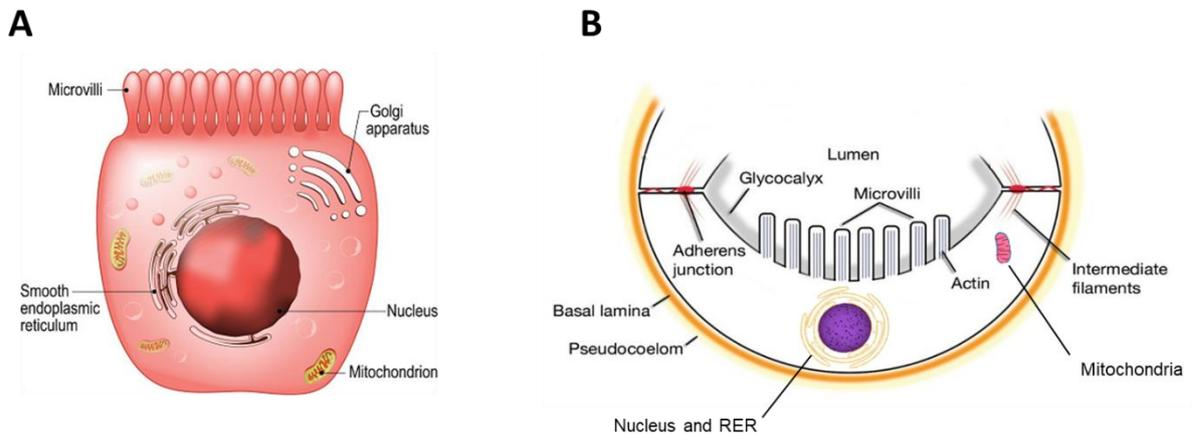 A
Microvilli
Golgi
apparatus
Smooth
endoplasmic
reticulum
Nucleus
Mitochondrion
B
Lumen
Glycocalyx
Microvilli
Adherens
junction
Actin
Intermediate
filaments
Basal lamina
Pseudocoelom
Mitochondria
Nucleus and RER